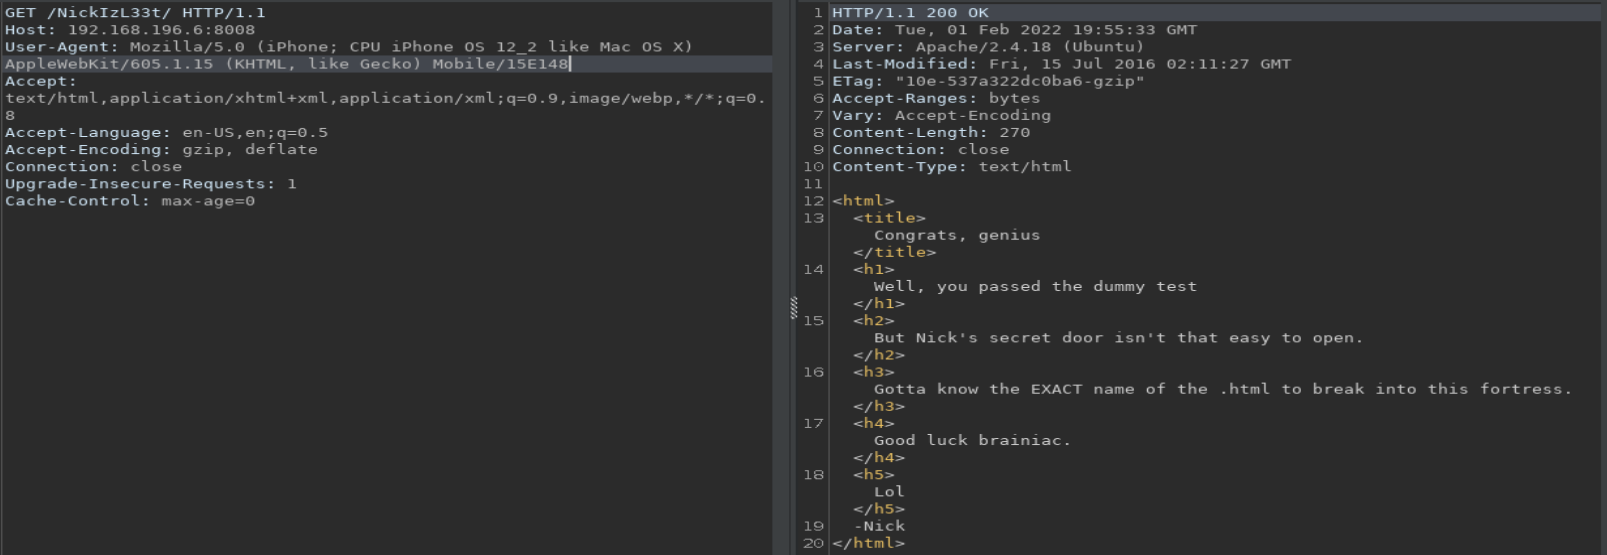 GET /NickIzL33t/ HTTP/1.1
Host: 192.168.196.6:8008
User-Agent: Mozilla/5.0 (iPhone; CPU iPhone OS 12_2 like Mac OS X)
AppleWebKit/605.1.15 (KHTML, like Gecko) Mobile/15E148
Accept:
text/html,application/xhtml+xml,application/xml;q=0.9,image/webp,*/*;q=0.
8
Accept-Language: en-US,en;q=0.5
Accept-Encoding: gzip, deflate
Connection: close
Upgrade-Insecure-Requests: 1
Cache-Control: max-age=0
1 HTTP/1.1 200 OK
2 Date: Tue, 01 Feb 2022 19:55:33 GMT
3 Server: Apache/2.4.18 (Ubuntu)
4 Last-Modified: Fri, 15 Jul 2016 02:11:27 GMT
5 ETag: "10e-537a322dc0ba6-gzip"
6 Accept-Ranges: bytes
7 Vary: Accept-Encoding
8 Content-Length: 270
9 Connection: close
10 Content-Type: text/html
11
12 <html>
13 <title>
Congrats, genius
</title>
14 <h1>
Well, you passed the dummy test
</h1>
15 <h2>
But Nick's secret door isn't that easy to open.
</h2>
16 <h3>
Gotta know the EXACT name of the .html to break into this fortress.
</h3>
17 <h4>
Good luck brainiac.
</h4>
18 <h5>
Lol
</h5>
19 -Nick
20 </html>